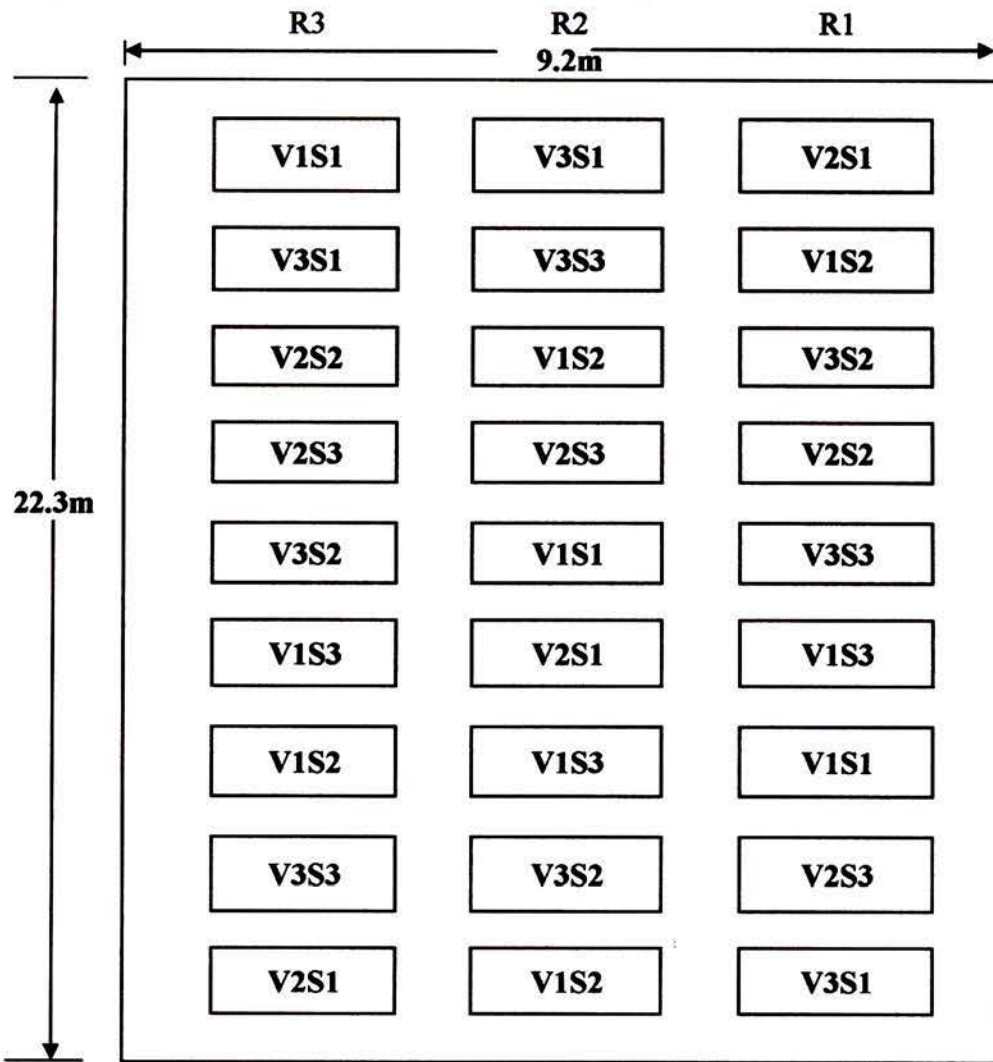 R3 R2 R1
9.2m
V1S1 V3S1 V2S1
V3S1 V3S3 V1S2
V2S2 V1S2 V3S2
V2S3 V2S3 V2S2
22.3m
V3S2 V1S1 V3S3
V1S3 V2S1 V1S3
V1S2 V1S3 V1S1
V3S3 V3S2 V2S3
V2S1 V1S2 V3S1